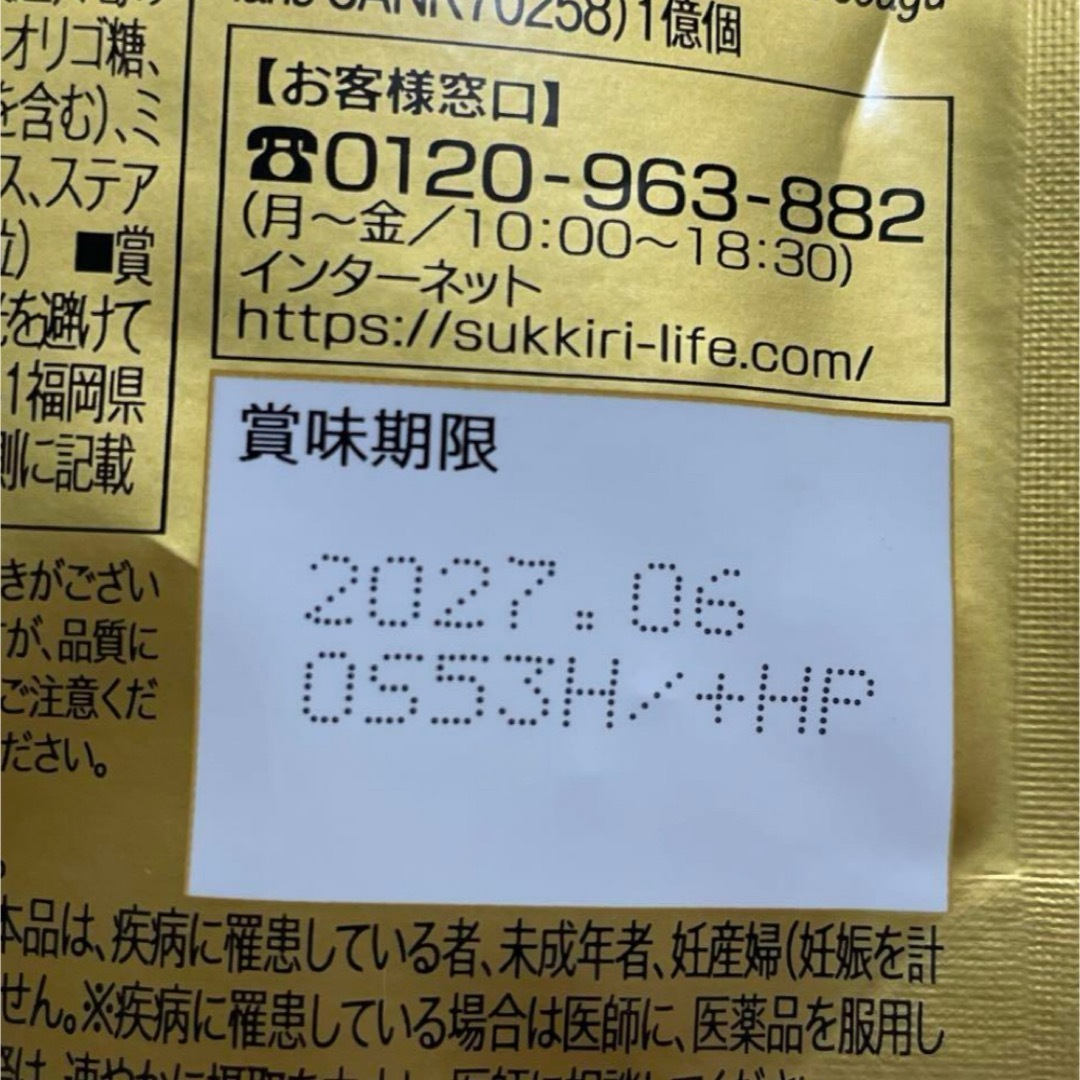 SANK70258)1億個
オリゴ糖、
を含む)、ミ
ス、ステア
■賞
を避けて
1福岡県
側に記載
【お客様窓口】
☎0120-963-882
(月～金/10:00～18:30)
インターネット
https://sukkiri-life.com/
賞味期限
2027.06
0S53H/+HP
きがござい
が、品質に
ご注意くだ
ださい。
本品は、疾病に罹患している者、未成年者、妊産婦(妊娠を計
せん。※疾病に罹患している場合は医師に、医薬品を服用し